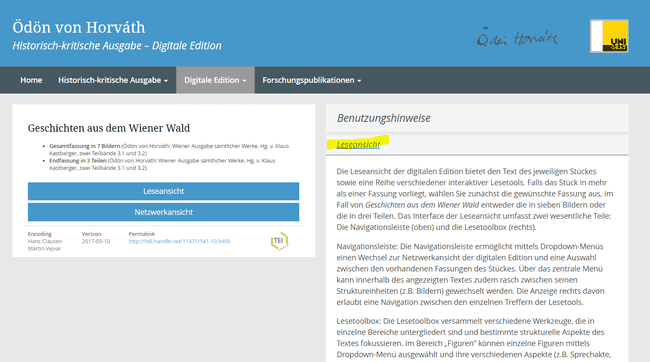 Ödön von Horváth
Historisch-kritische Ausgabe – Digitale Edition
Ödön Horváth
UNI
GRAZ
Home
Historisch-kritische Ausgabe
Digitale Edition
Forschungspublikationen
Geschichten aus dem Wiener Wald
Gesamtfassung in 7 Bildern (Ödön von Horváth: Wiener Ausgabe sämtlicher Werke. Hg. v. Klaus
Kastberger, zwei Teilbände 3.1 und 3.2)
Endfassung in 3 Teilen (Ödön von Horváth: Wiener Ausgabe sämtlicher Werke. Hg. v. Klaus
Kastberger, zwei Teilbände 3.1 und 3.2)
Leseansicht
Netzwerkansicht
Encoding
Hans Clausen
Martin Vejvar
Version
2017-05-10
Permalink
http://hdl.handle.net/11471/541.10.5405
TEI
Benutzungshinweise
Leseansicht
Die Leseansicht der digitalen Edition bietet den Text des jeweiligen Stückes
sowie eine Reihe verschiedener interaktiver Lesetools. Falls das Stück in mehr
als einer Fassung vorliegt, wählen Sie zunächst die gewünschte Fassung aus, im
Fall von Geschichten aus dem Wiener Wald entweder die in sieben Bildern oder
die in drei Teilen. Das Interface der Leseansicht umfasst zwei wesentliche Teile:
Die Navigationsleiste (oben) und die Lesetoolbox (rechts).
Navigationsleiste: Die Navigationsleiste ermöglicht mittels Dropdown-Menüs
einen Wechsel zur Netzwerkansicht der digitalen Edition und eine Auswahl
zwischen den vorhandenen Fassungen des Stückes. Über das zentrale Menü
kann innerhalb des angezeigten Textes zudem rasch zwischen seinen
Struktureinheiten (z.B. Bildern) gewechselt werden. Die Anzeige rechts davon
erlaubt eine Navigation zwischen den einzelnen Treffern der Lesetools.
Lesetoolbox: Die Lesetoolbox versammelt verschiedene Werkzeuge, die in
einzelne Bereiche untergliedert sind und bestimmte strukturelle Aspekte des
Textes fokussieren. Im Bereich „Figuren" können einzelne Figuren mittels
Dropdown-Menü ausgewählt und ihre verschiedenen Aspekte (z.B. Sprechakte,